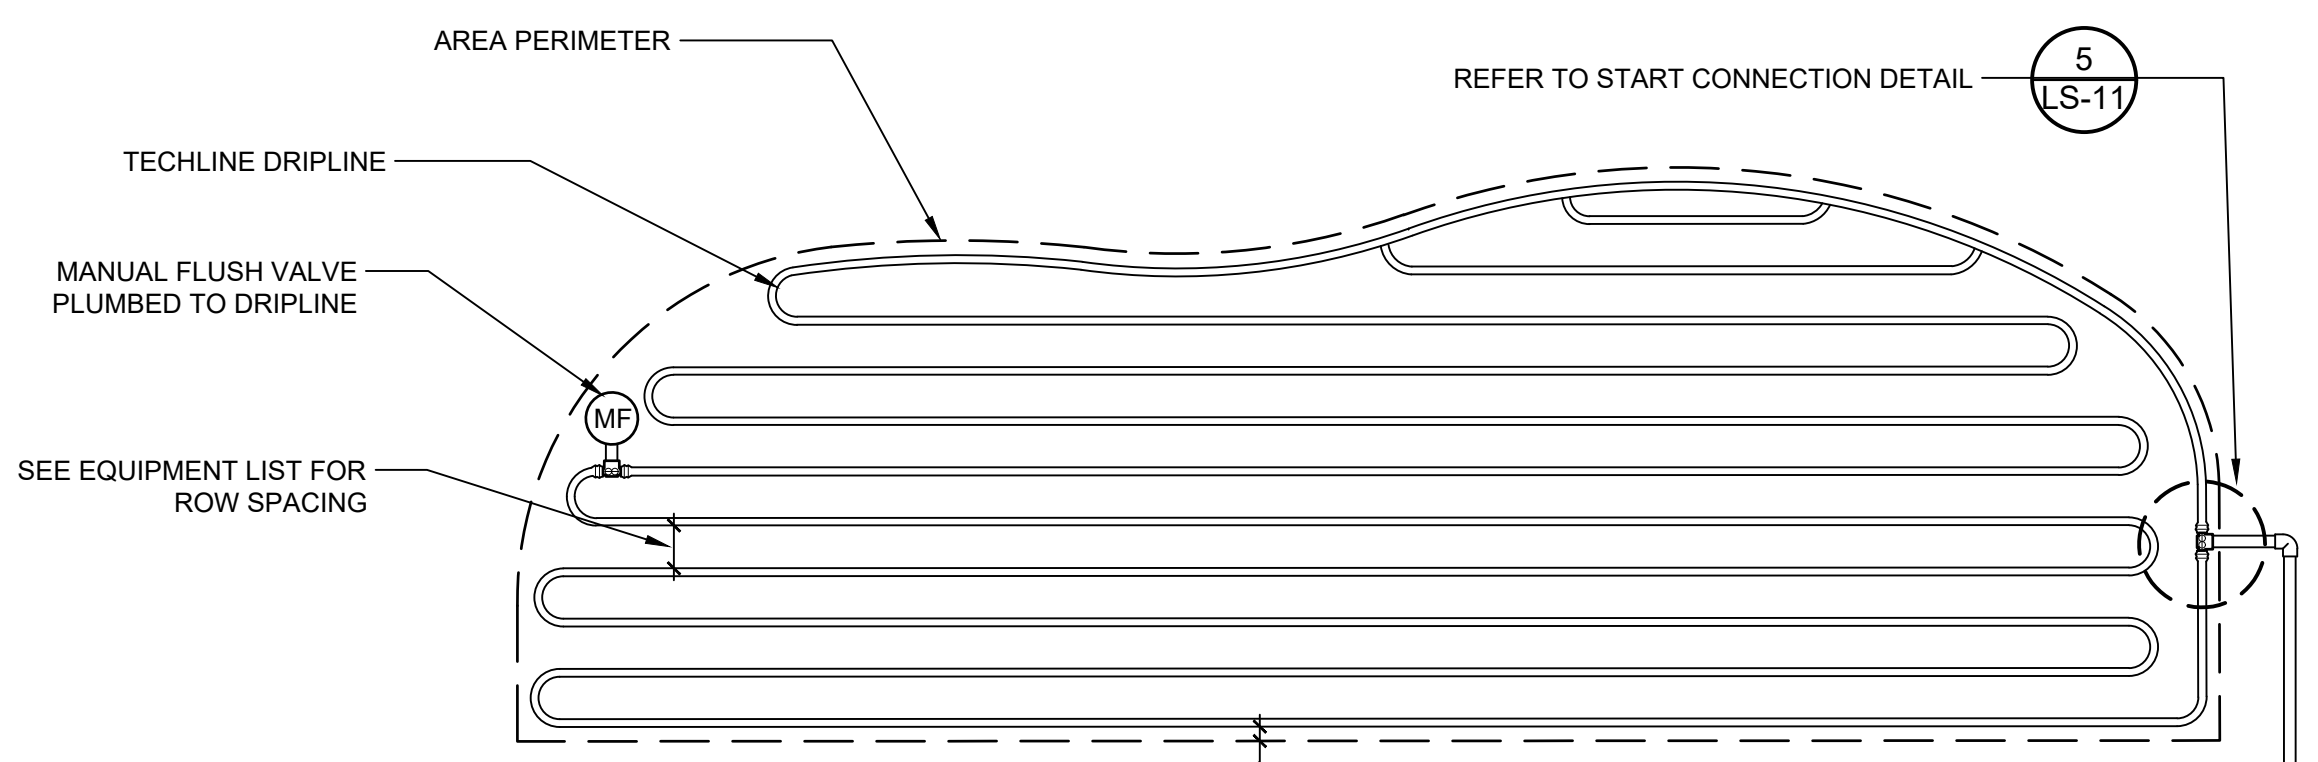 AREA PERIMETER
5
REFER TO START CONNECTION DETAIL
LS-11
TECHLINE DRIPLINE
MANUAL FLUSH VALVE
PLUMBED TO DRIPLINE
MF
SEE EQUIPMENT LIST FOR
ROW SPACING